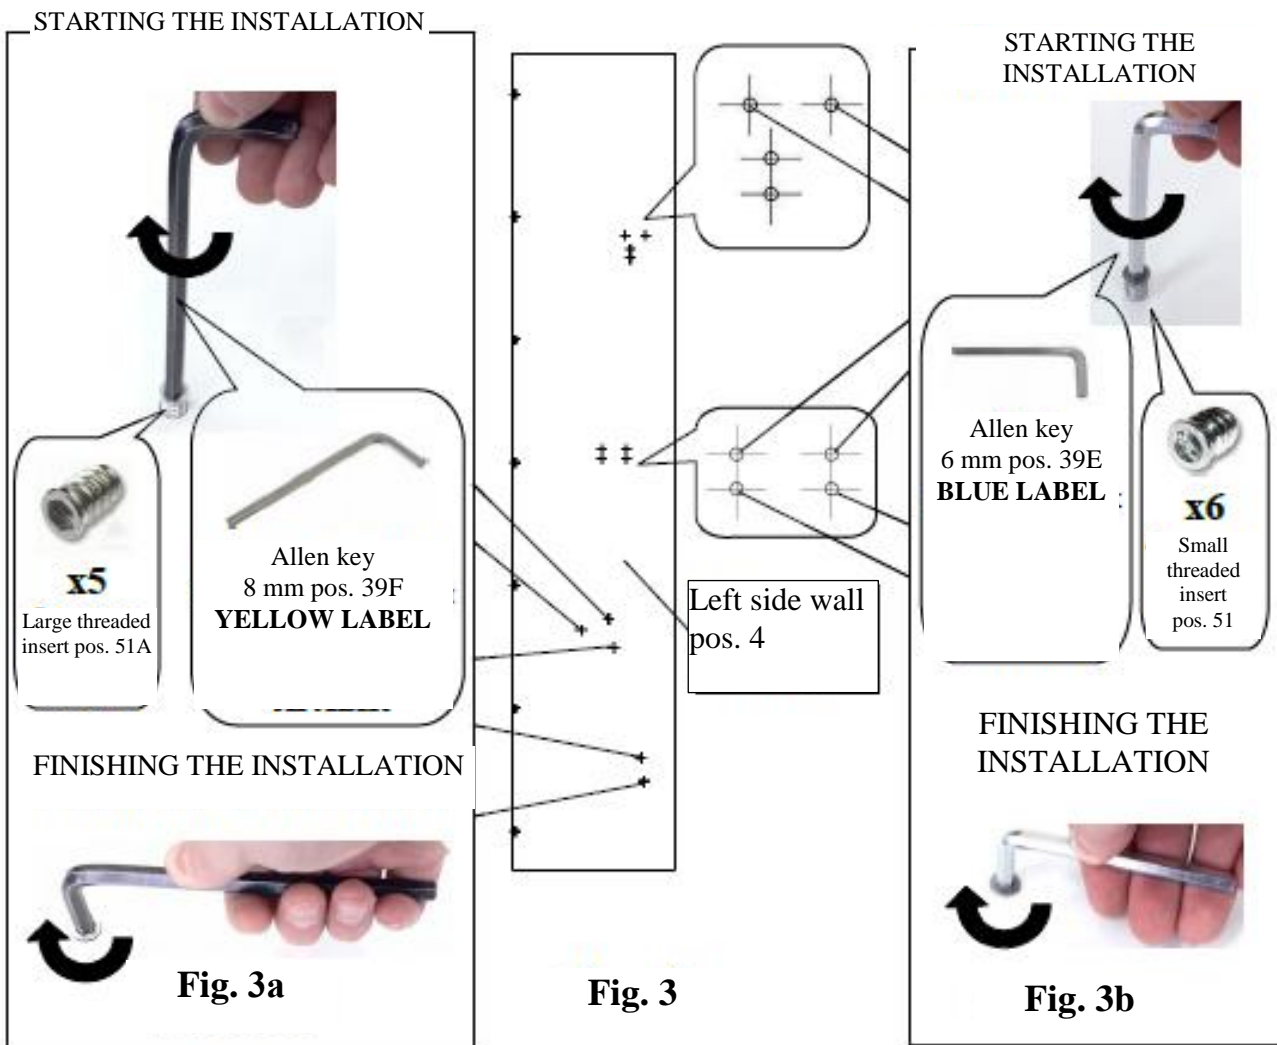 STARTING THE INSTALLATION
x5
Large threaded
insert pos. 51A
Allen key
8 mm pos. 39F
YELLOW LABEL
FINISHING THE INSTALLATION
Fig. 3a
Left side wall
pos. 4
Fig. 3
STARTING THE
INSTALLATION
Allen key
6 mm pos. 39E
BLUE LABEL
x6
Small
threaded
insert
pos. 51
FINISHING THE
INSTALLATION
Fig. 3b